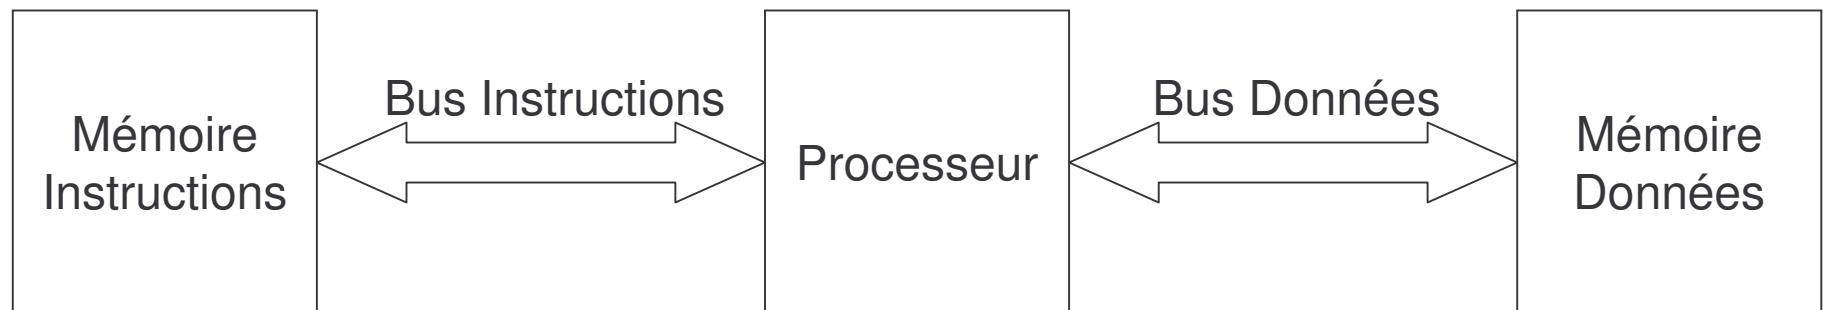 Mémoire
Instructions
Bus Instructions
Processeur
Bus Données
Mémoire
Données